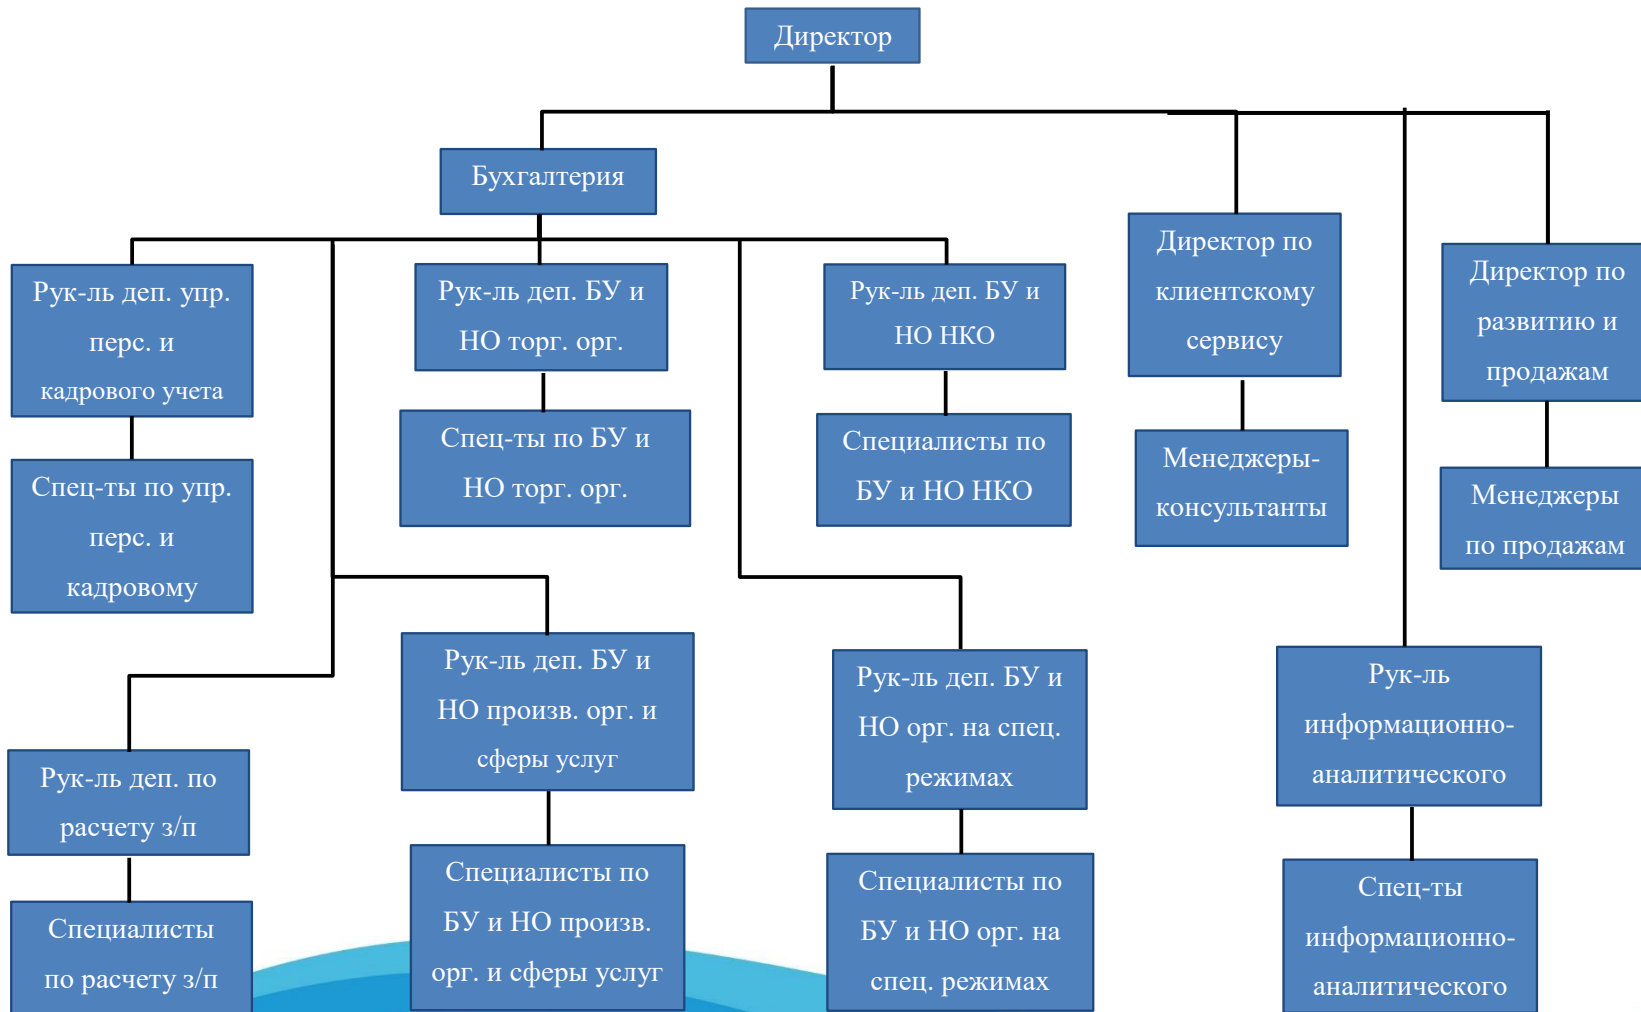 Директор
Бухгалтерия
Рук-ль деп. упр.
перс. и
кадрового учета
Рук-ль деп. БУ и
НО торг. орг.
Рук-ль деп. БУ и
НО НКО
Директор по
клиентскому
сервису
Директор по
развитию и
продажам
Спец-ты по упр.
перс. и
кадровому
Спец-ты по БУ и
НО торг. орг.
Специалисты по
БУ и НО НКО
Менеджеры-
консультанты
Менеджеры
по продажам
Рук-ль деп. по
расчету з/п
Рук-ль деп. БУ и
НО произв. орг. и
сферы услуг
Рук-ль деп. БУ и
НО орг. на спец.
режимах
Рук-ль
информационно-
аналитического
Специалисты
по расчету з/п
Специалисты по
БУ и НО произв.
орг. и сферы услуг
Специалисты по
БУ и НО орг. на
спец. режимах
Спец-ты
информационно-
аналитического